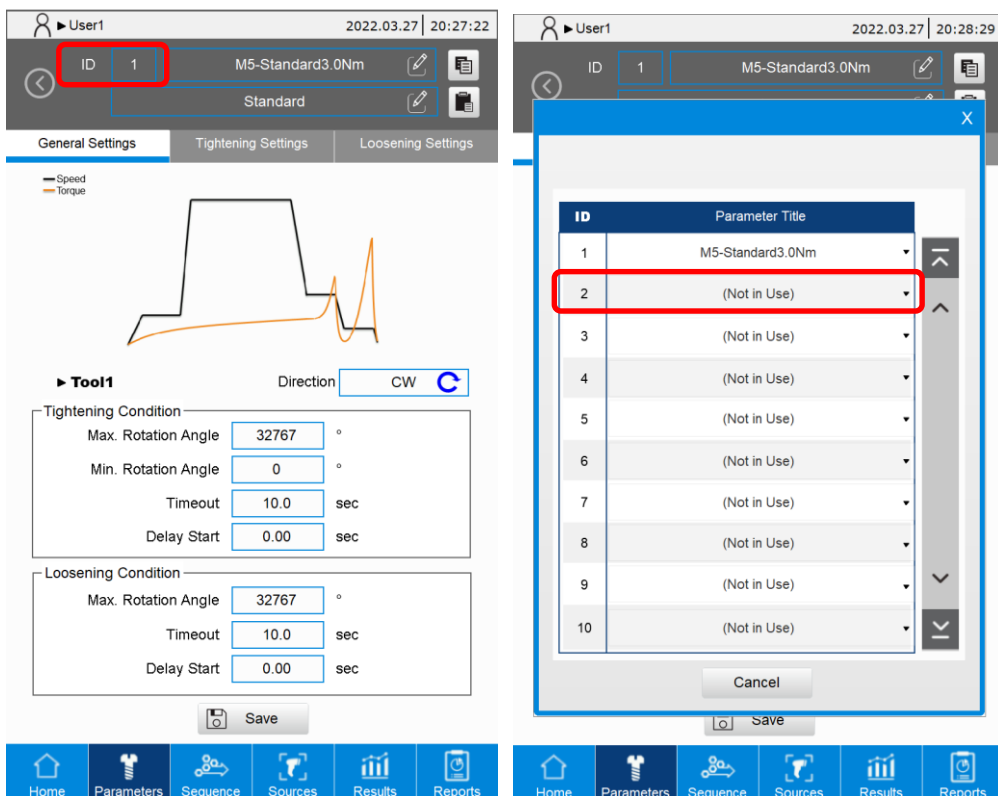 ►User1
2022.03.27 20:27:22
ID 1 M5-Standard3.0Nm
Standard
General Settings Tightening Settings Loosening Settings
Speed
Torque
►Tool1 Direction CW
Tightening Condition
Max. Rotation Angle 32767 °
Min. Rotation Angle 0 °
Timeout 10.0 sec
Delay Start 0.00 sec
Loosening Condition
Max. Rotation Angle 32767 °
Timeout 10.0 sec
Delay Start 0.00 sec
Save
Home Parameters Sequence Sources Results Reports
►User1
2022.03.27 20:28:29
ID 1 M5-Standard3.0Nm
X
ID Parameter Title
1 M5-Standard3.0Nm
2 (Not in Use)
3 (Not in Use)
4 (Not in Use)
5 (Not in Use)
6 (Not in Use)
7 (Not in Use)
8 (Not in Use)
9 (Not in Use)
10 (Not in Use)
Cancel
Save
Home Parameters Sequence Sources Results Reports